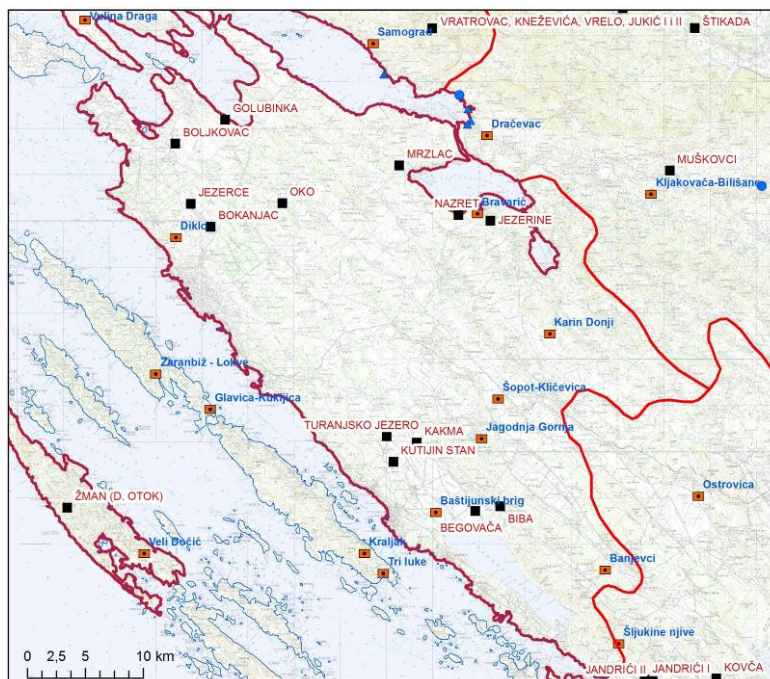 Vulina Draga
VRATROVAC, KNEŽEVIĆA, VRELO, JUKIĆ I i II
ŠTIKADA
Samograd
GOLUBINKA
Dračevac
BOLJKOVAC
MRZLAC
MUŠKOVCI
Kljakovača-Bilišane
JEZERCE
OKO
NAZRET
Bravarić
BOKANJAC
JEZERINE
Diklo
Karin Donji
Zaranbiž - Lokve
Šopot-Kličevica
Glavica-Kukljica
TURANJSKO JEZERO
KAKMA
Jagodnja Gornja
KUTIJIN STAN
Ostrovica
ŽMAN (D. OTOK)
Baštijunski brig
BIBA
BEGOVAČA
Veli Dočić
Kraljak
Banjevci
Tri luke
Šljukine njive
0 2,5 5 10 km
JANDRIĆI II
JANDRIĆI I
KOVČA